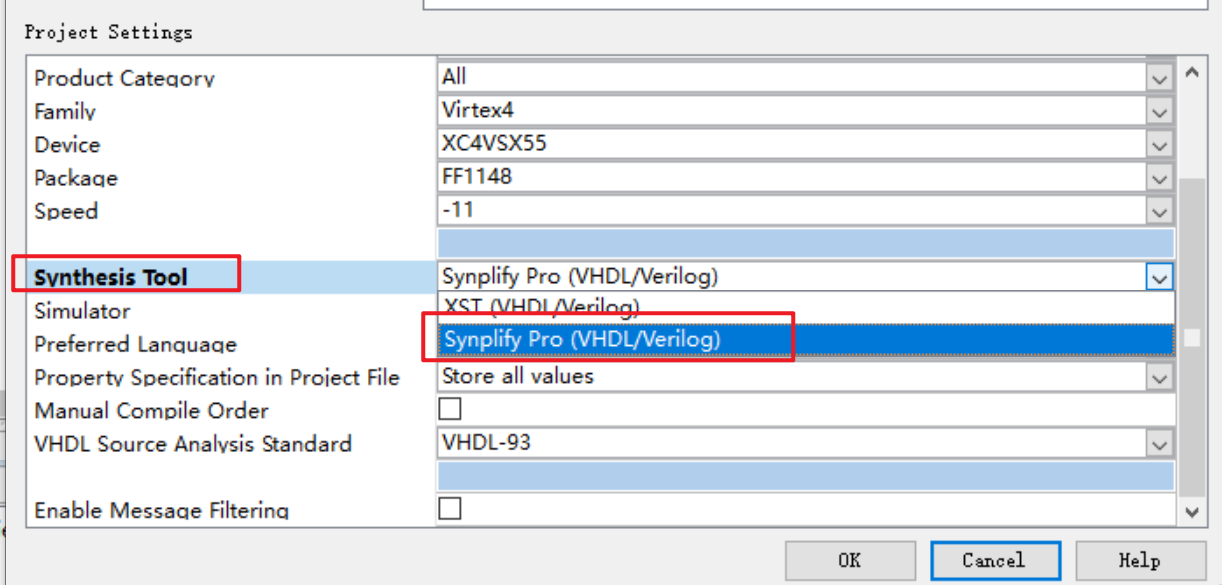 Project Settings
Product Category All
Family Virtex4
Device XC4VSX55
Package FF1148
Speed -11
Synthesis Tool Synplify Pro (VHDL/Verilog)
Simulator XST (VHDL/Verilog)
Preferred Language Synplify Pro (VHDL/Verilog)
Property Specification in Project File Store all values
Manual Compile Order
VHDL Source Analysis Standard VHDL-93
Enable Message Filtering
OK Cancel Help